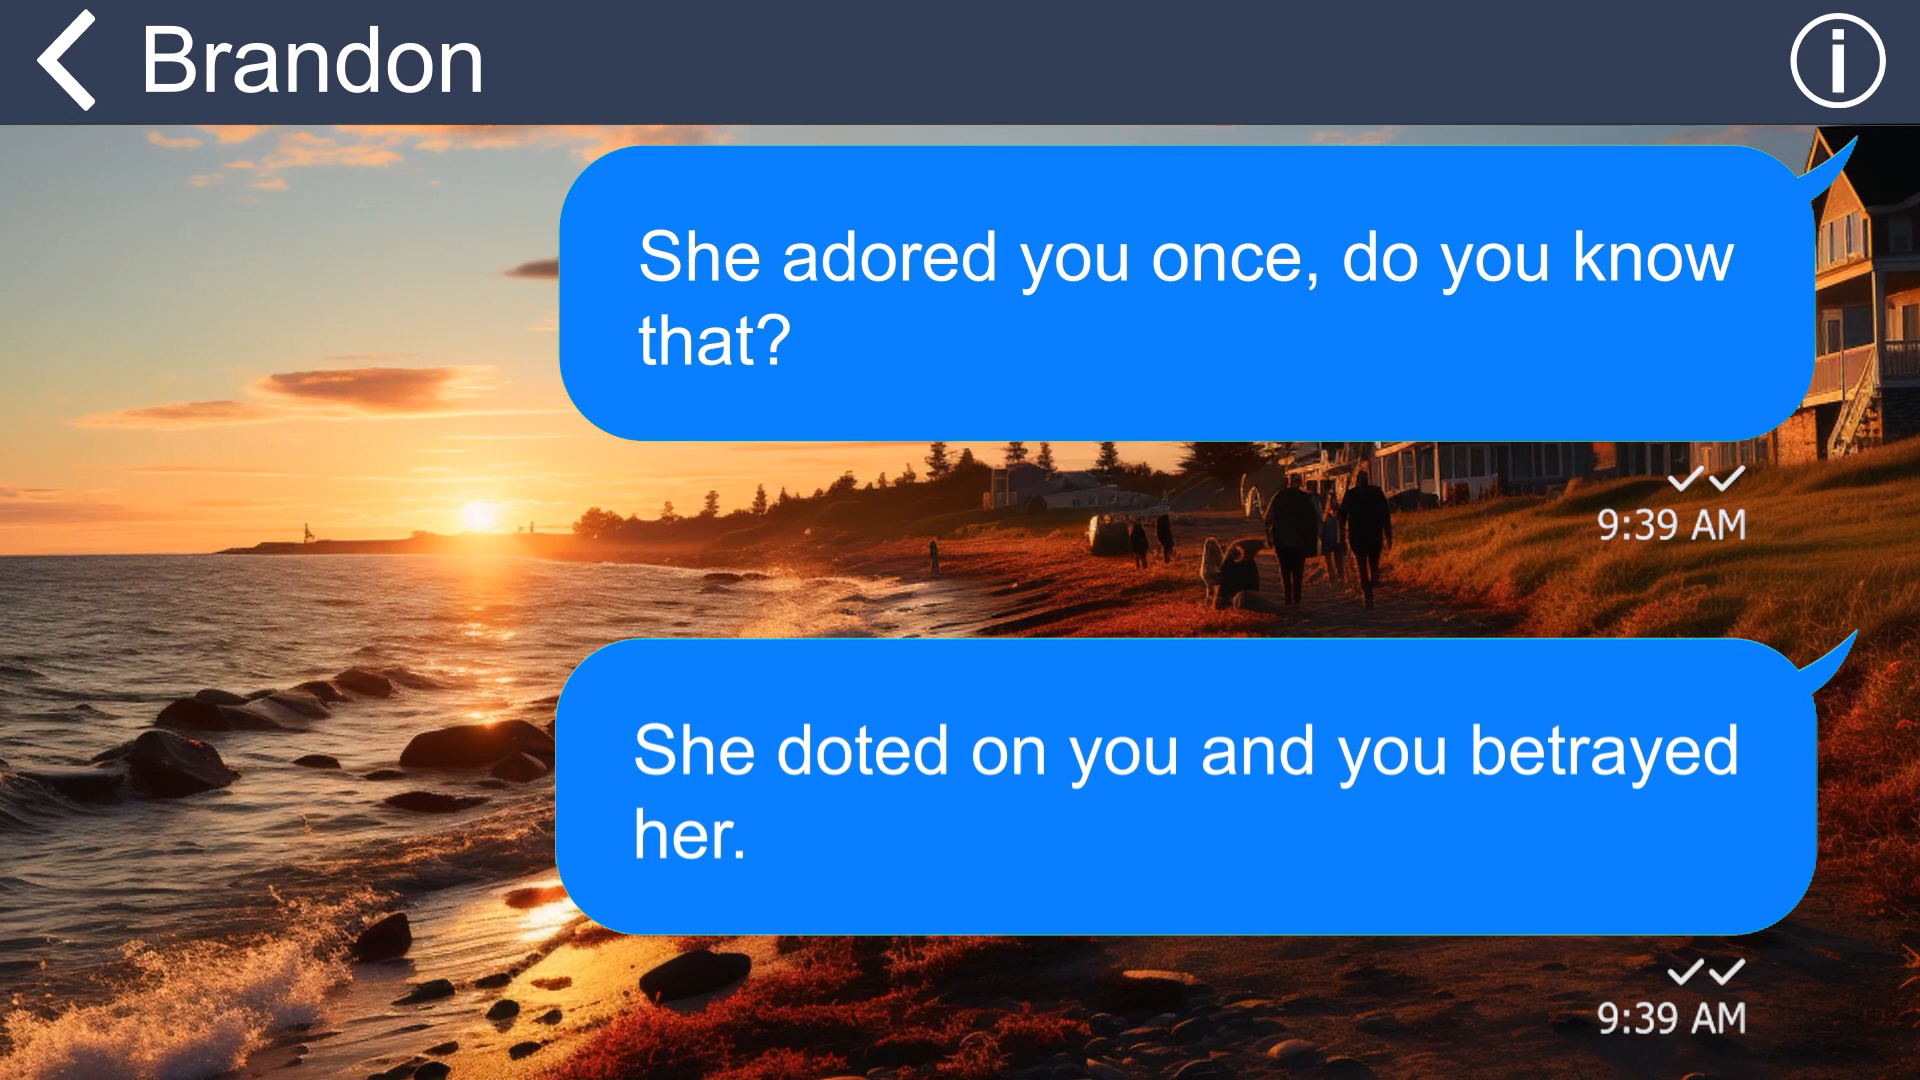 Brandon
She adored you once, do you know
that?
9:39 AM
She doted on you and you betrayed
her.
9:39 AM